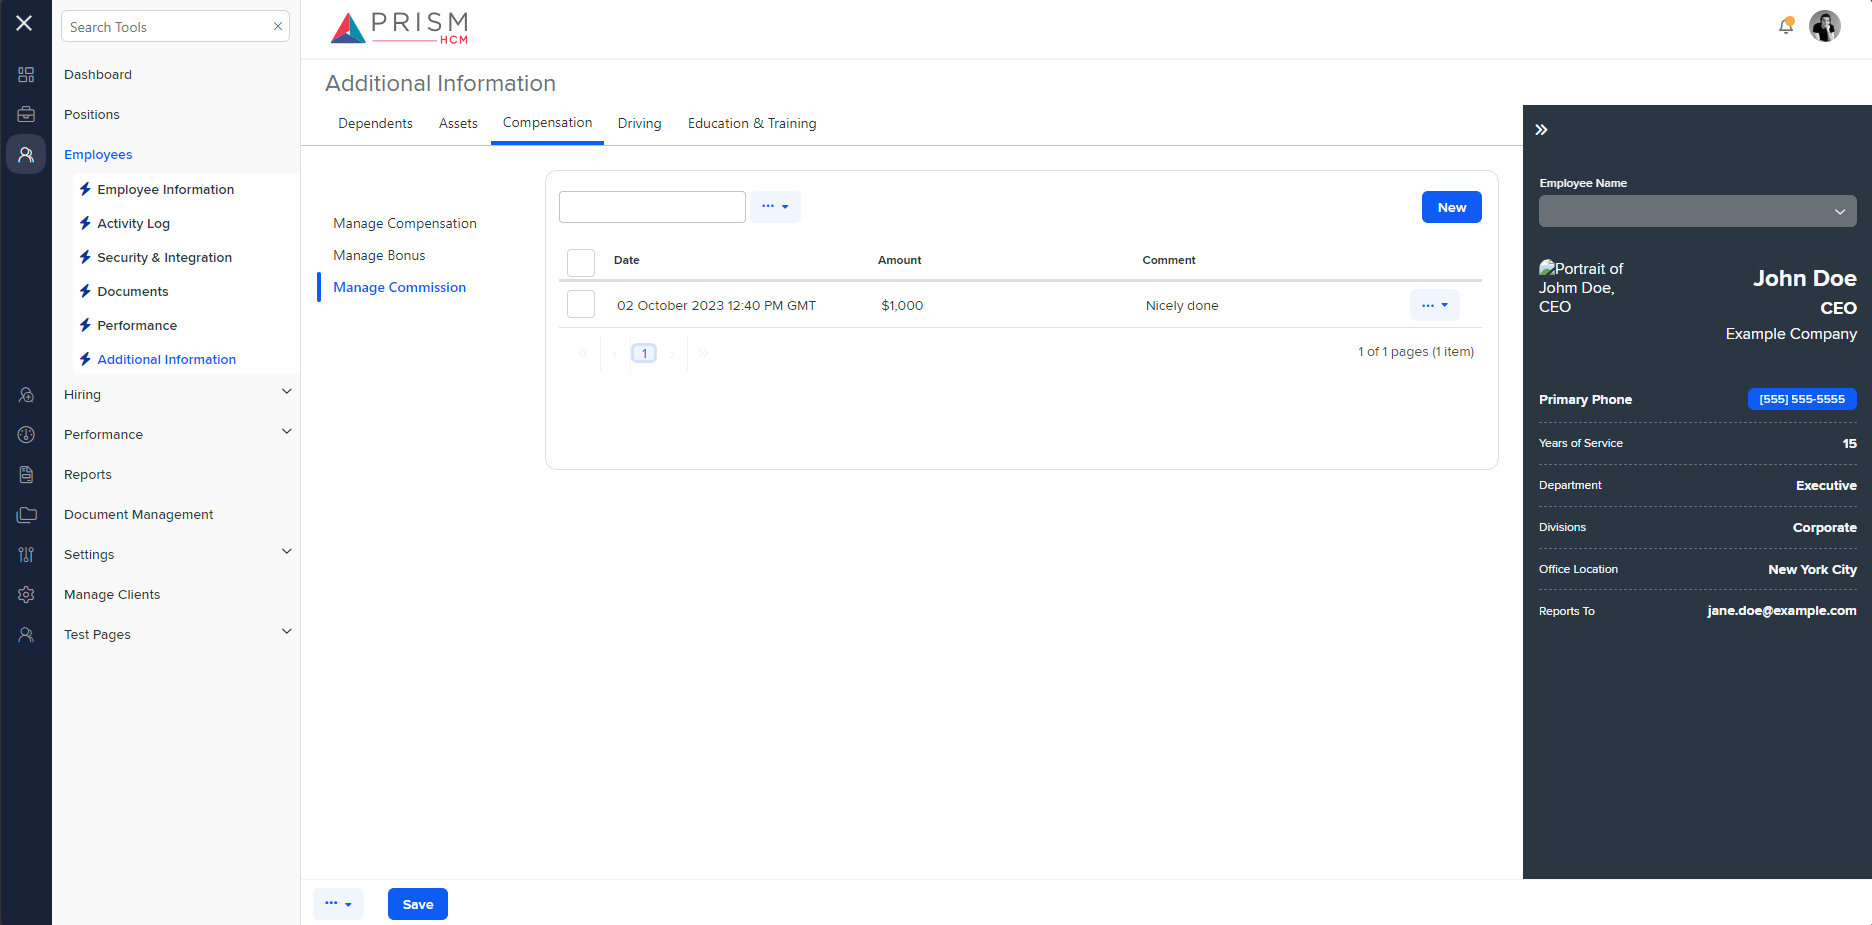 Search Tools
Dashboard
Positions
Employees
Employee Information
Activity Log
Security & Integration
Documents
Performance
Additional Information
Hiring
Performance
Reports
Document Management
Settings
Manage Clients
Test Pages
PRISM
HCM
Additional Information
Dependents Assets Compensation Driving Education & Training
Manage Compensation
Manage Bonus
Manage Commission
New
Date Amount Comment
02 October 2023 12:40 PM GMT $1,000 Nicely done
1
1 of 1 pages (1 item)
Save
Employee Name
Portrait of
Johm Doe,
CEO
John Doe
CEO
Example Company
Primary Phone [555] 555-5555
Years of Service 15
Department Executive
Divisions Corporate
Office Location New York City
Reports To jane.doe@example.com